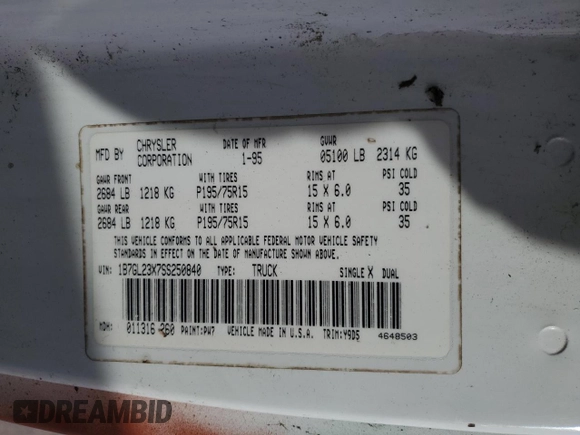 MFD BY CHRYSLER CORPORATION DATE OF MFR 1-95 GVWR 05100 LB 2314 KG
GAWR FRONT WITH TIRES RIMS AT PSI COLD
2684 LB 1218 KG P195/75R15 15 X 6.0 35
GAWR REAR WITH TIRES RIMS AT PSI COLD
2684 LB 1218 KG P195/75R15 15 X 6.0 35
THIS VEHICLE CONFORMS TO ALL APPLICABLE FEDERAL MOTOR VEHICLE SAFETY
STANDARDS IN EFFECT ON THE DATE OF MANUFACTURE SHOWN ABOVE.
VIN: 1B7GL23X7SS250840 TYPE: TRUCK SINGLE X DUAL
MDH: 011316 260 PAINT: PW7 VEHICLE MADE IN U.S.A. TRIM: Y9D5 4648503
DREAMBID